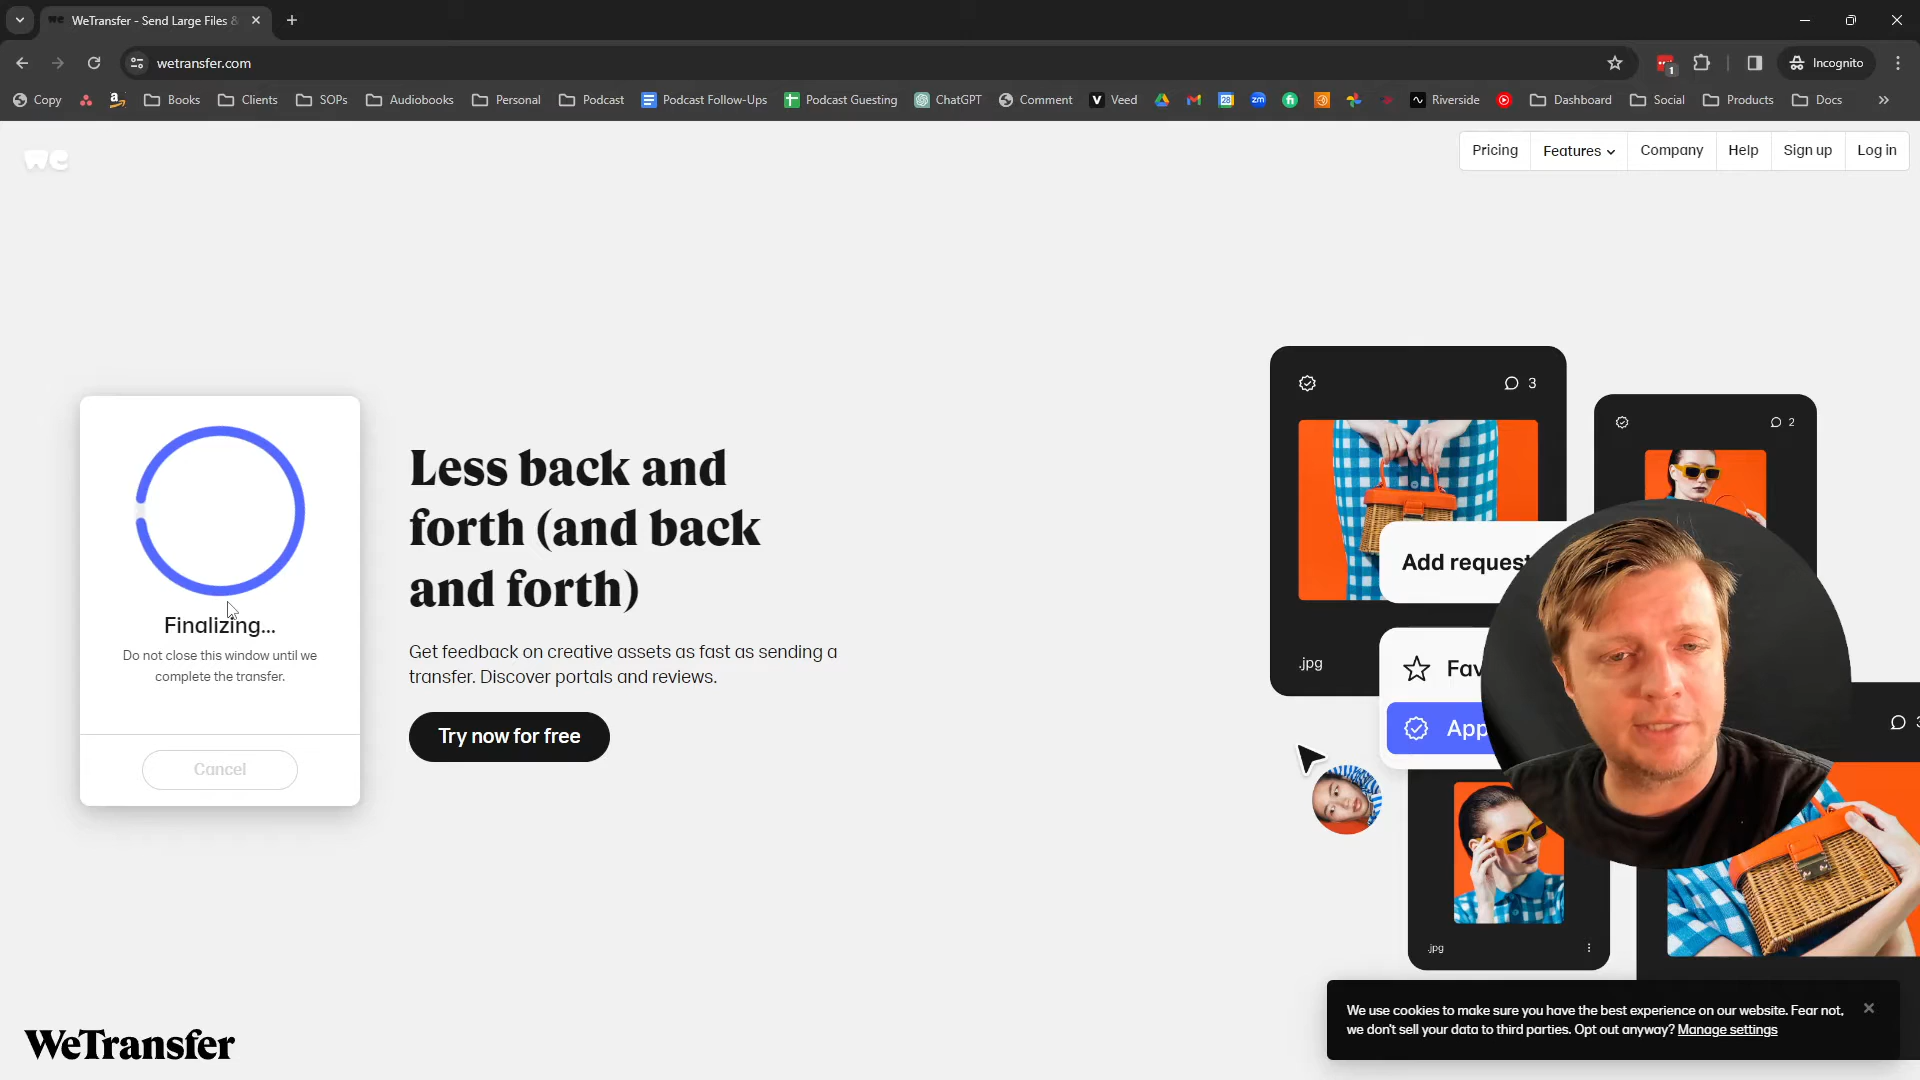 WeTransfer - Send Large Files &
wetransfer.com
1
Incognito
Copy
Books
Clients
SOPs
Audiobooks
Personal
Podcast
Podcast Follow-Ups
Podcast Guesting
ChatGPT
Comment
Veed
Riverside
Dashboard
Social
Products
Docs
we
Pricing
Features
Company
Help
Sign up
Log in
3
2
Add request
.jpg
Fav
App
3
.jpg
Finalizing...
Do not close this window until we
complete the transfer.
Cancel
Less back and
forth (and back
and forth)
Get feedback on creative assets as fast as sending a
transfer. Discover portals and reviews.
Try now for free
We use cookies to make sure you have the best experience on our website. Fear not,
we don't sell your data to third parties. Opt out anyway? Manage settings
WeTransfer